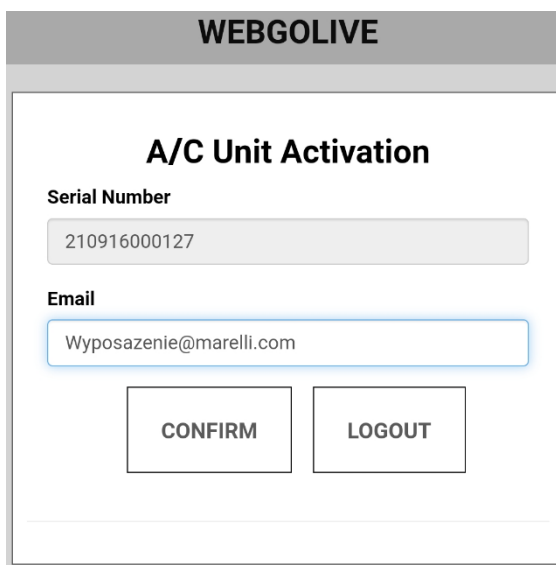 WEBGOLIVE
A/C Unit Activation
Serial Number
210916000127
Email
Wyposazenie@marelli.com
CONFIRM LOGOUT